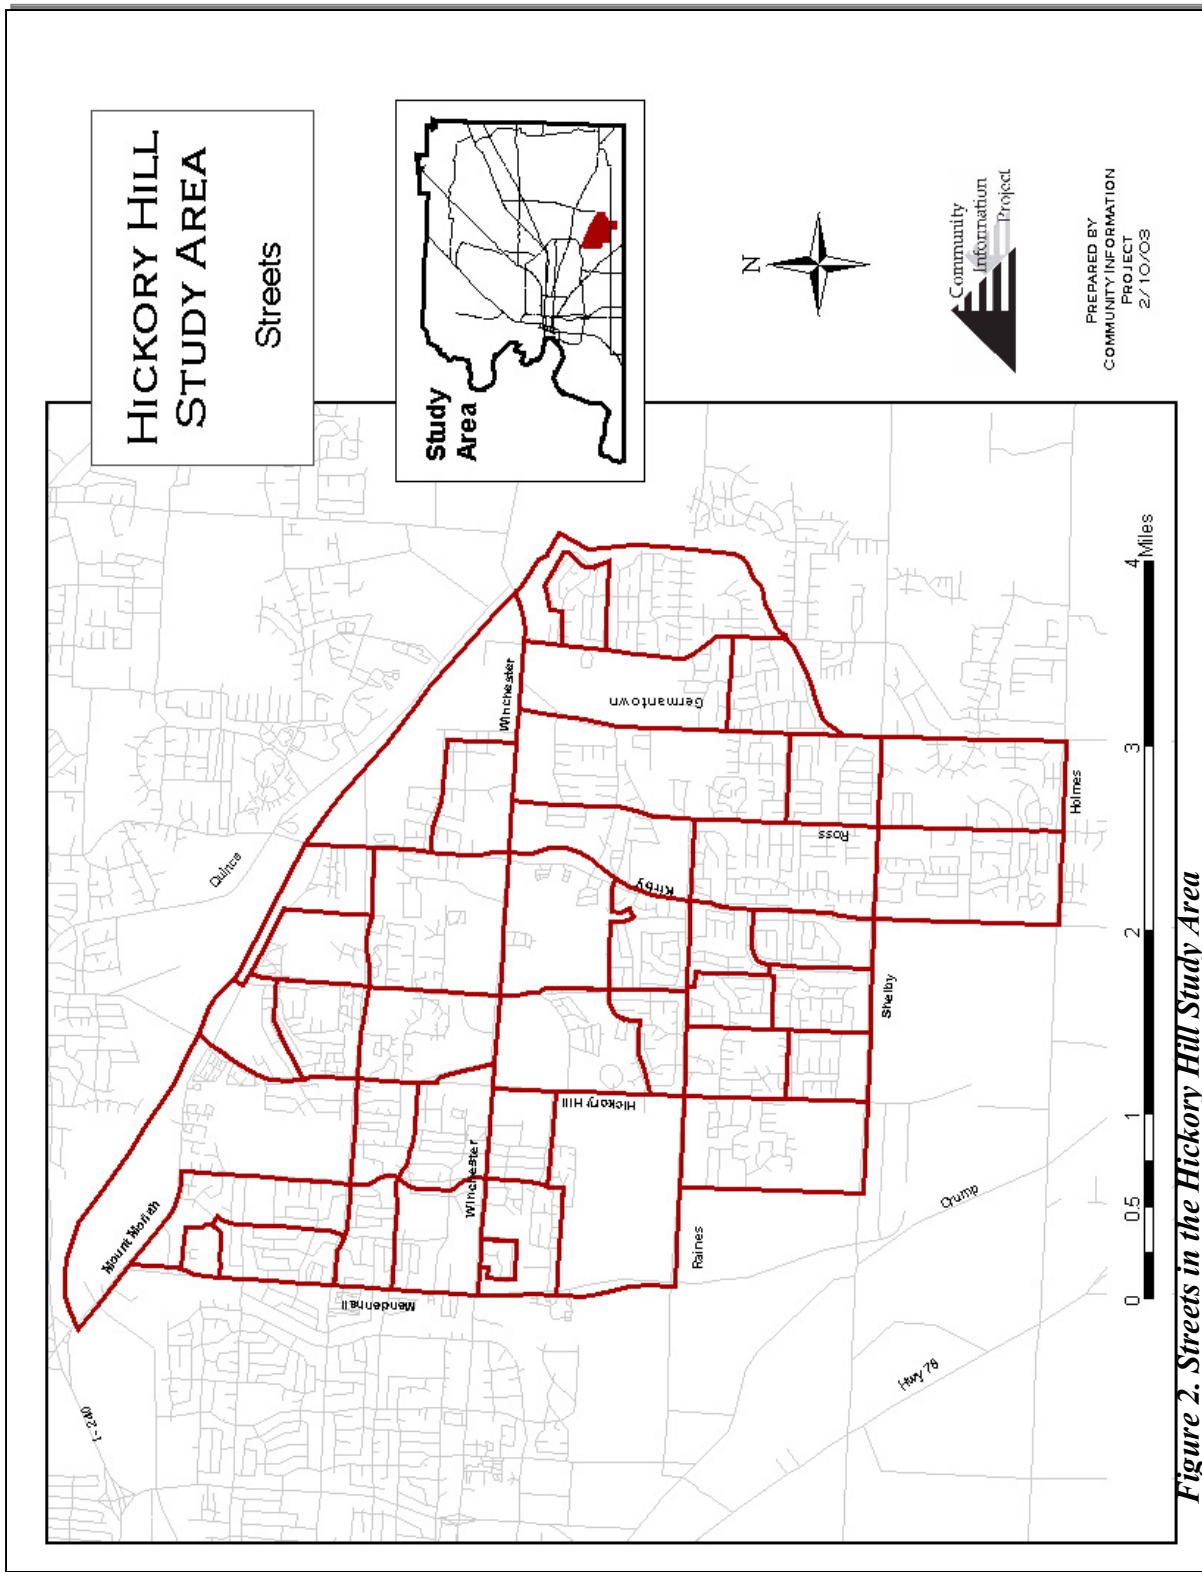 HICKORY HILL
STUDY AREA
Streets
Study
Area
N
Community
Information
Project
PREPARED BY
COMMUNITY INFORMATION
PROJECT
2/10/03
I-240
Mount Moriah
Quince
Mendenhall
Winchester
Winchester
Germantown
Hickory Hill
Kirby
Ross
Raines
Shelby
Holmes
Crump
Hwy 78
0 0.5 1 2 3 4 Miles
Figure 2. Streets in the Hickory Hill Study Area